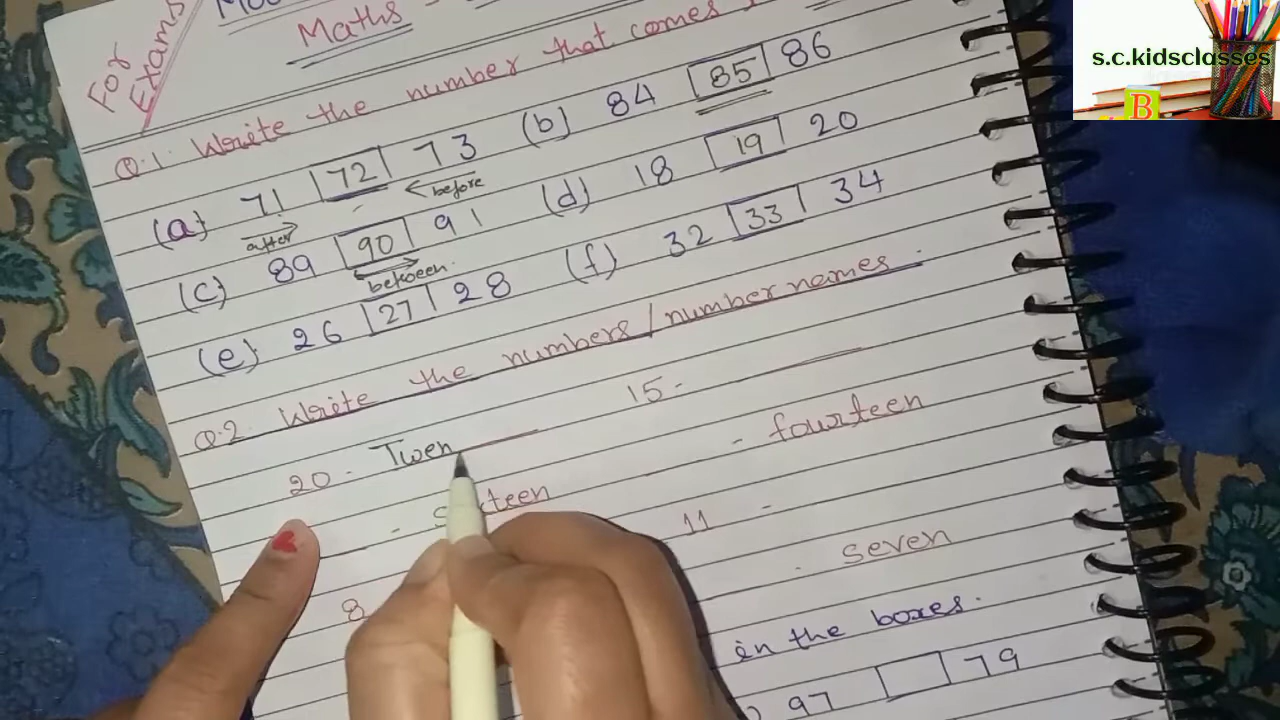 s.c.kidsclasses
B
For Exams
Maths -
Q.1. Write the number that comes
(a) 71 72 73 (b) 84 85 86
after before
(c) 89 90 91 (d) 18 19 20
between.
(e) 26 27 28 (f) 32 33 34
Q.2. Write the numbers/number names.
20 - Twen 15-
- sixteen - fourteen
8 11 -
seven
in the boxes.
97 79